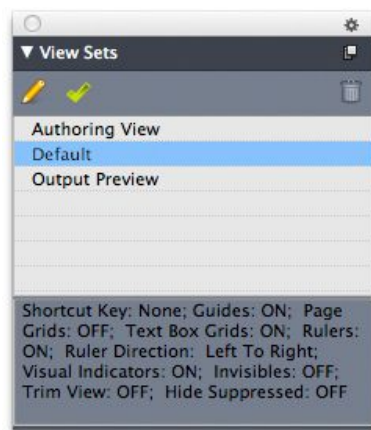 View Sets
Authoring View
Default
Output Preview
Shortcut Key: None; Guides: ON; Page
Grids: OFF; Text Box Grids: ON; Rulers:
ON; Ruler Direction: Left To Right;
Visual Indicators: ON; Invisibles: OFF;
Trim View: OFF; Hide Suppressed: OFF